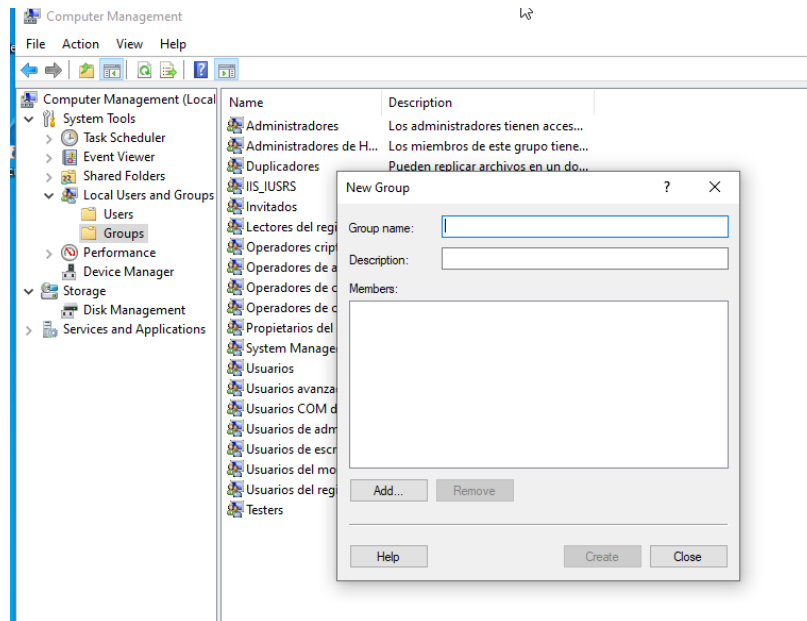 Computer Management
File Action View Help
Computer Management (Local
System Tools
Task Scheduler
Event Viewer
Shared Folders
Local Users and Groups
Users
Groups
Performance
Device Manager
Storage
Disk Management
Services and Applications
Name Description
Administradores Los administradores tienen acces...
Administradores de H... Los miembros de este grupo tiene...
Duplicadores Pueden replicar archivos en un do...
IIS_IUSRS
Invitados
Lectores del regi
Operadores crip
Operadores de a
Operadores de c
Operadores de c
Propietarios del
System Manage
Usuarios
Usuarios avanza
Usuarios COM d
Usuarios de adm
Usuarios de escr
Usuarios del mo
Usuarios del regi
Testers
New Group ?
Group name:
Description:
Members:
Add... Remove
Help Create Close